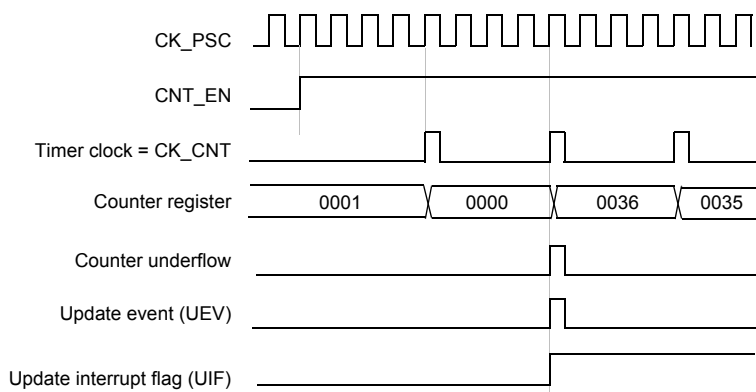 CK_PSC
CNT_EN
Timer clock = CK_CNT
Counter register 0001 0000 0036 0035
Counter underflow
Update event (UEV)
Update interrupt flag (UIF)